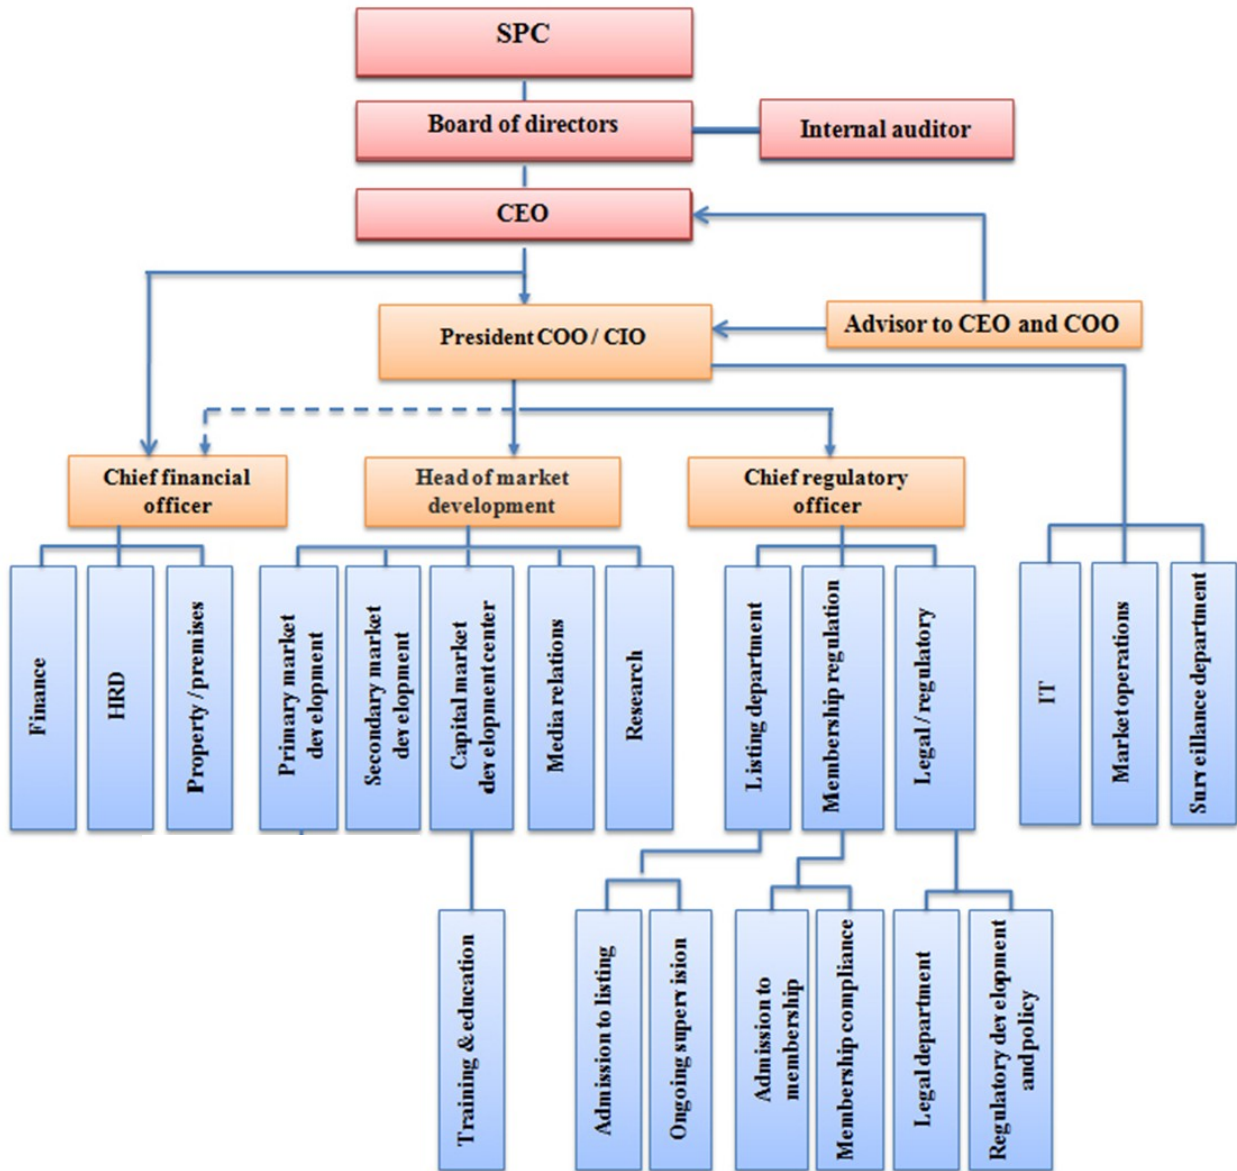 SPC
Board of directors
Internal auditor
CEO
President COO / CIO
Advisor to CEO and COO
Chief financial
officer
Head of market
development
Chief regulatory
officer
Finance
HRD
Property / premises
Primary market
development
Secondary market
development
Capital market
development center
Media relations
Research
Listing department
Membership regulation
Legal / regulatory
IT
Market operations
Surveillance department
Training & education
Admission to listing
Ongoing supervision
Admission to
membership
Membership compliance
Legal department
Regulatory development
and policy